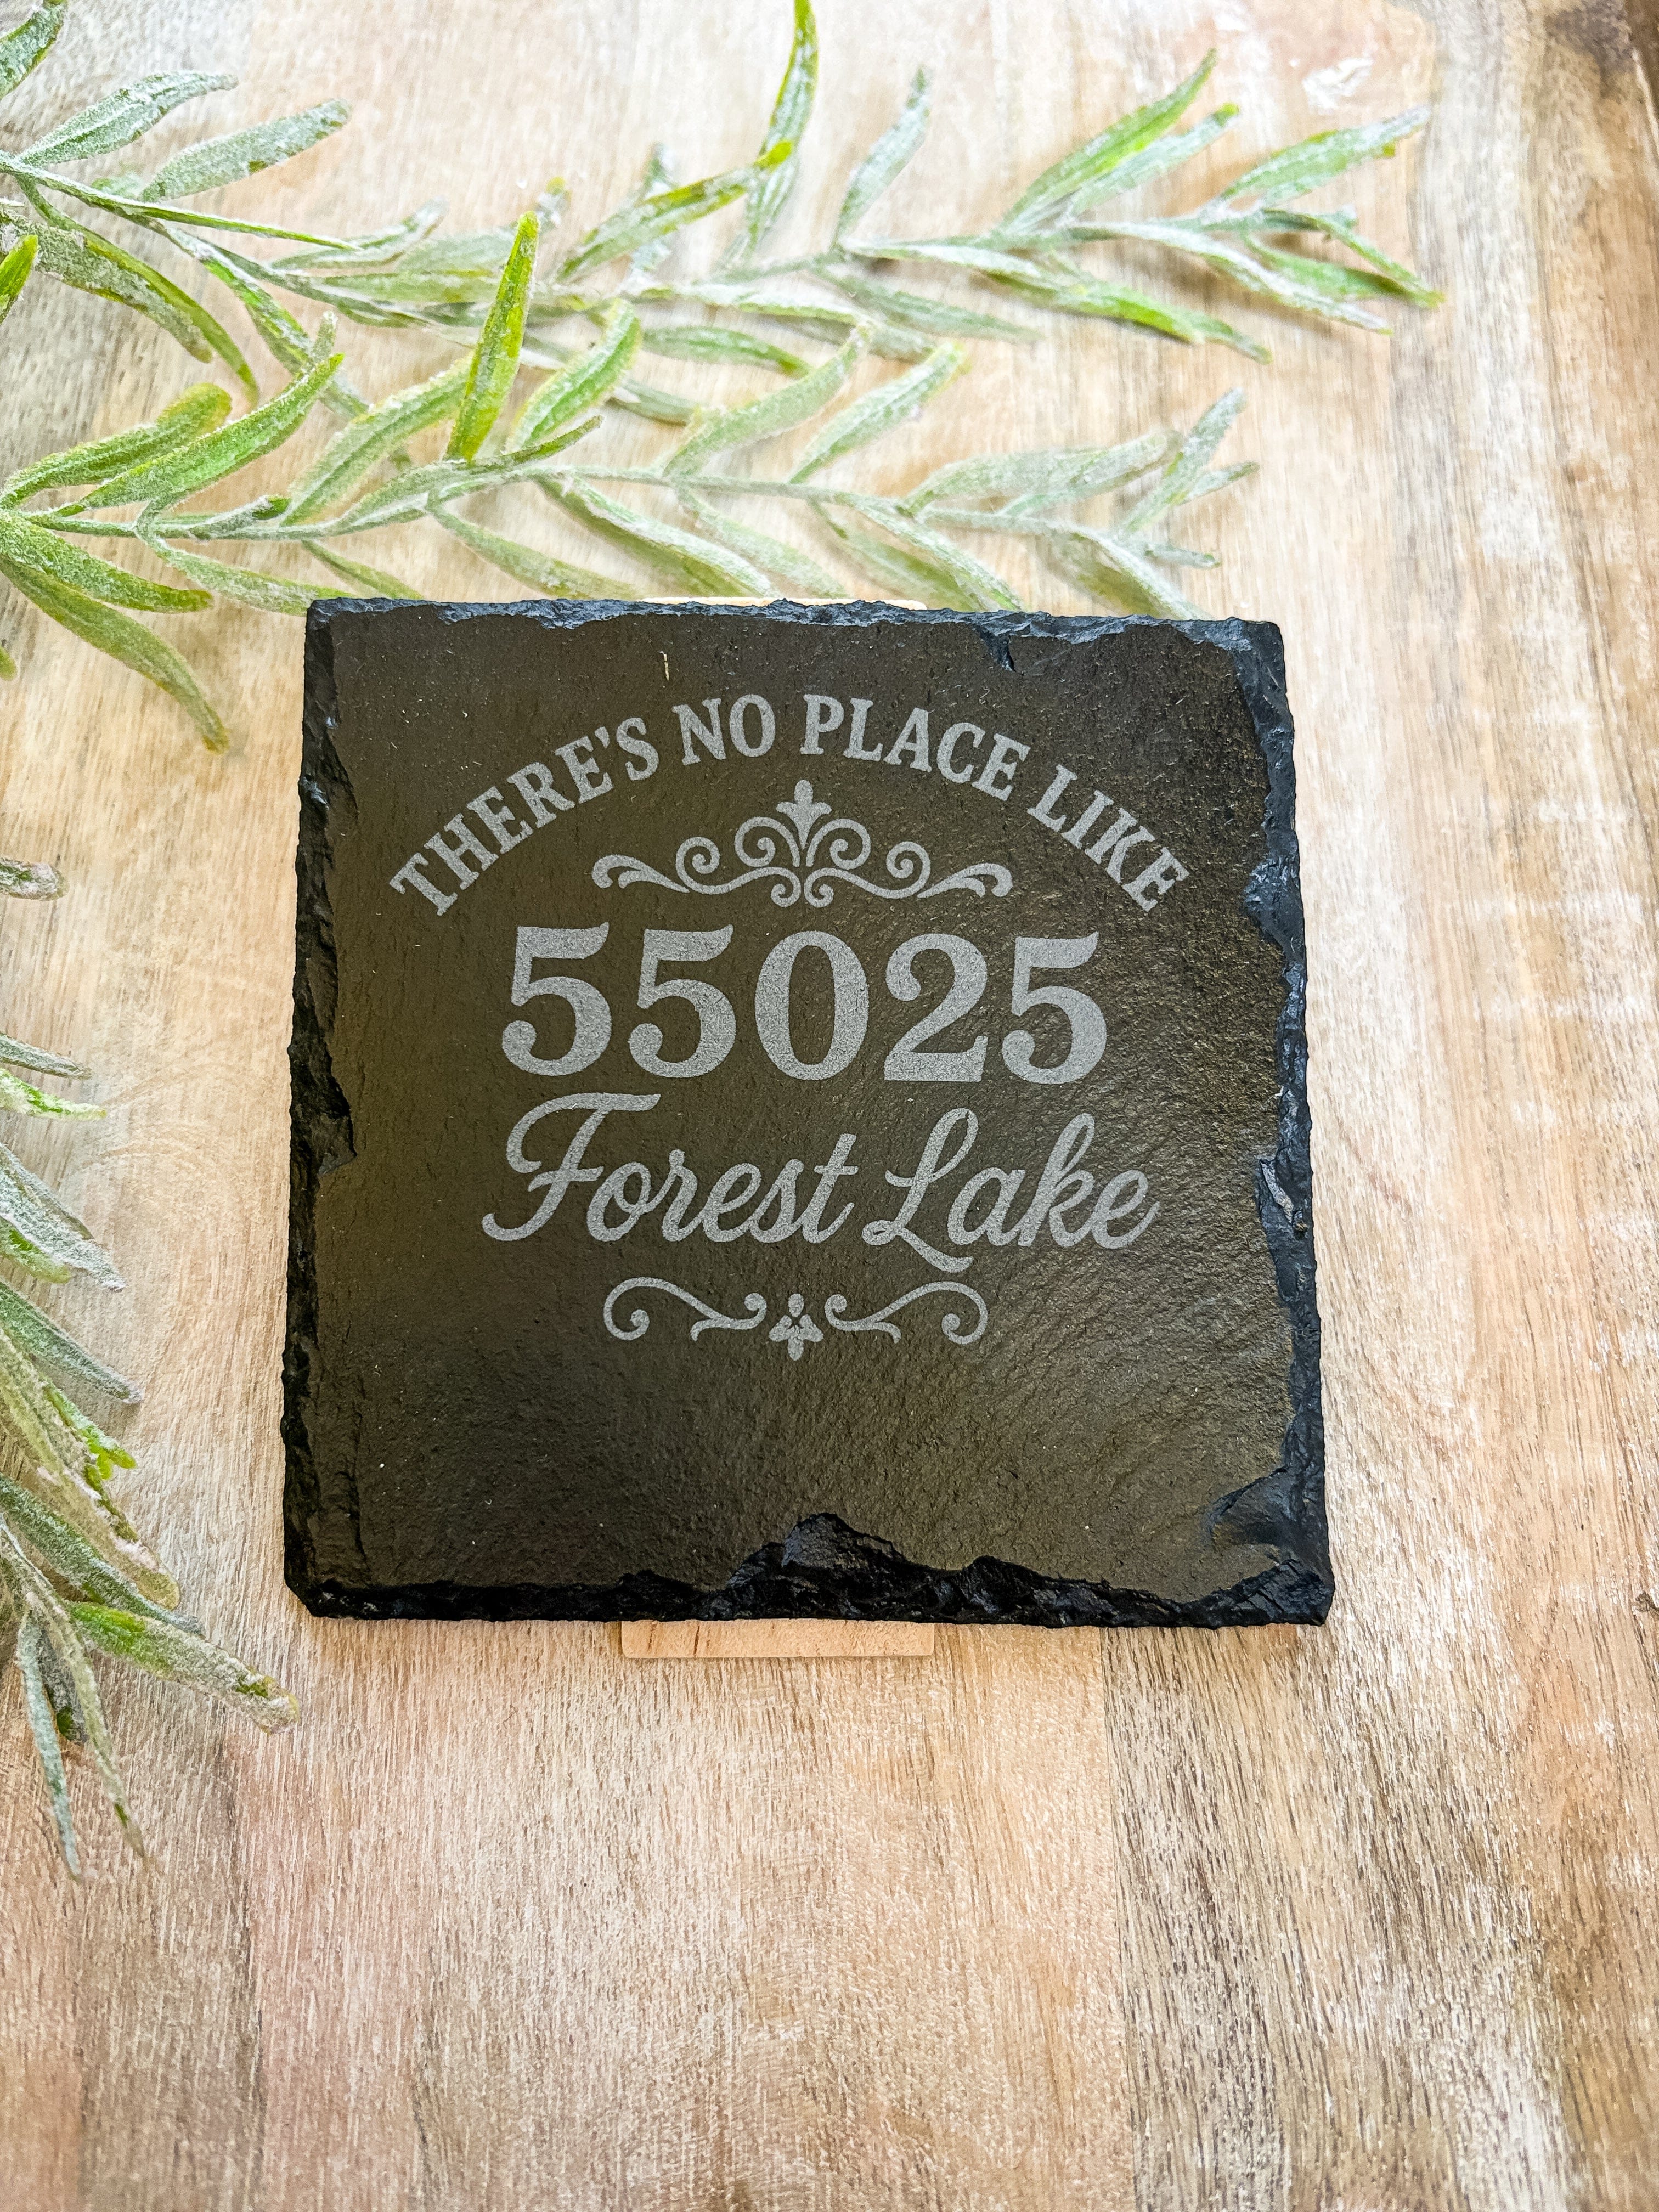 THERE'S NO PLACE LIKE
55025
Forest Lake